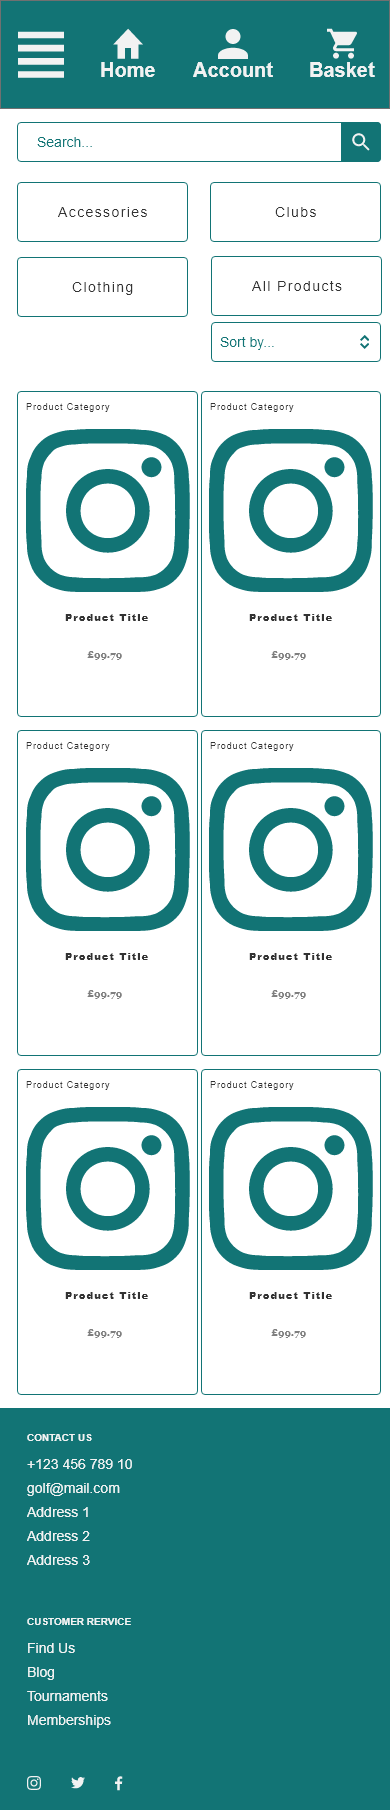 Home Account Basket
Search...
Accessories Clubs
Clothing All Products
Sort by...
Product Category Product Category
Product Title Product Title
£99.79 £99.79
Product Category Product Category
Product Title Product Title
£99.79 £99.79
Product Category Product Category
Product Title Product Title
£99.79 £99.79
CONTACT US
+123 456 789 10
golf@mail.com
Address 1
Address 2
Address 3
CUSTOMER RERVICE
Find Us
Blog
Tournaments
Memberships